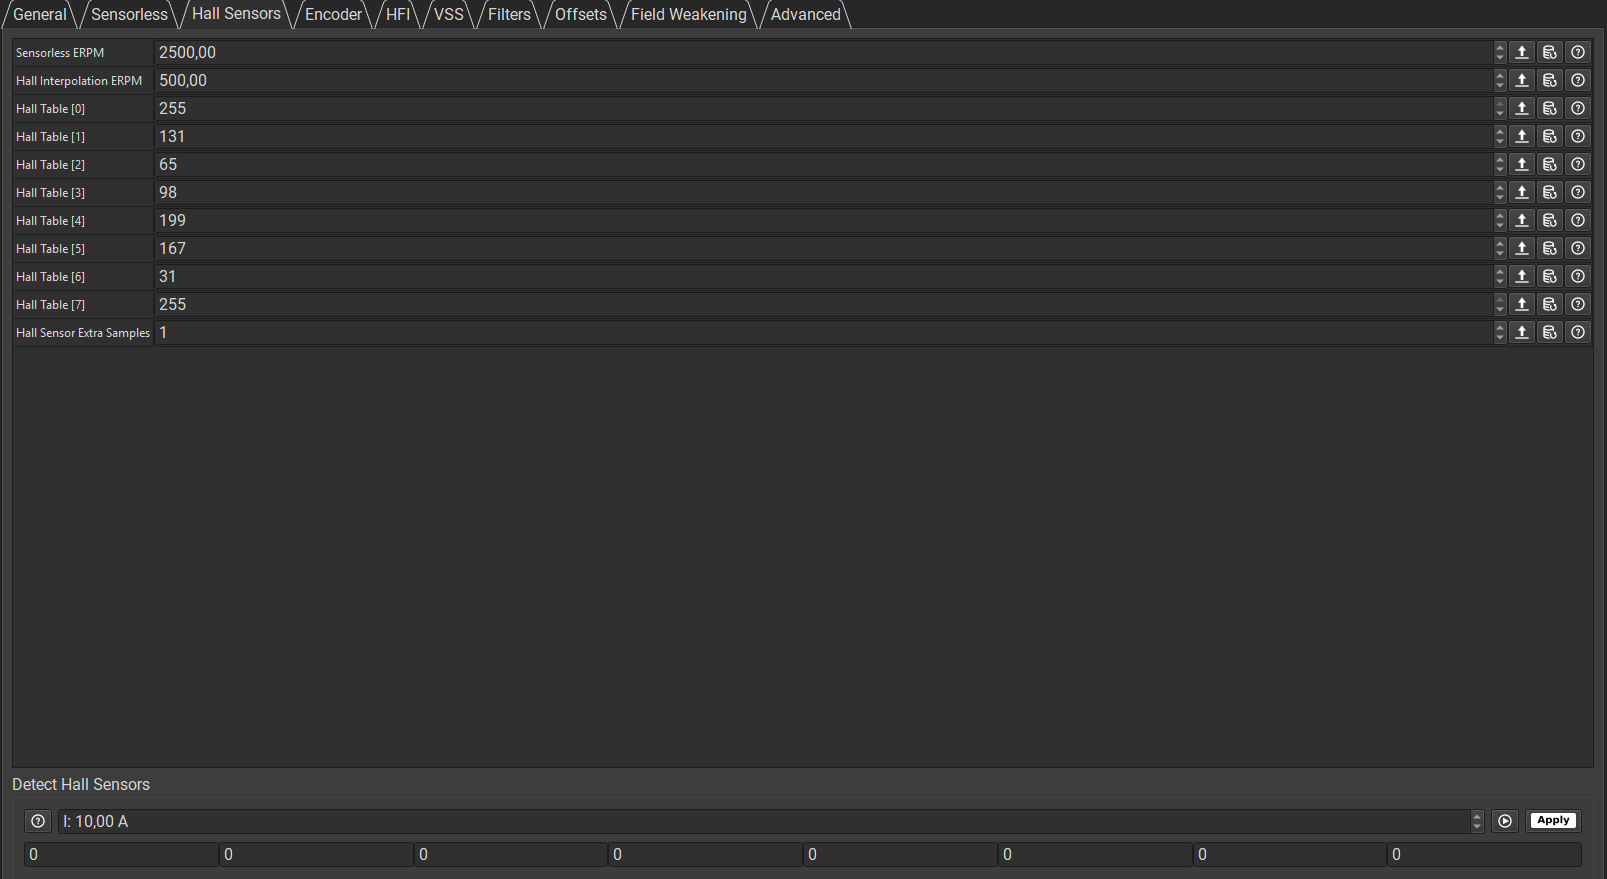 General Sensorless Hall Sensors Encoder HFI VSS Filters Offsets Field Weakening Advanced
Sensorless ERPM 2500,00
Hall Interpolation ERPM 500,00
Hall Table [0] 255
Hall Table [1] 131
Hall Table [2] 65
Hall Table [3] 98
Hall Table [4] 199
Hall Table [5] 167
Hall Table [6] 31
Hall Table [7] 255
Hall Sensor Extra Samples 1
Detect Hall Sensors
I: 10,00 A Apply
0 0 0 0 0 0 0 0